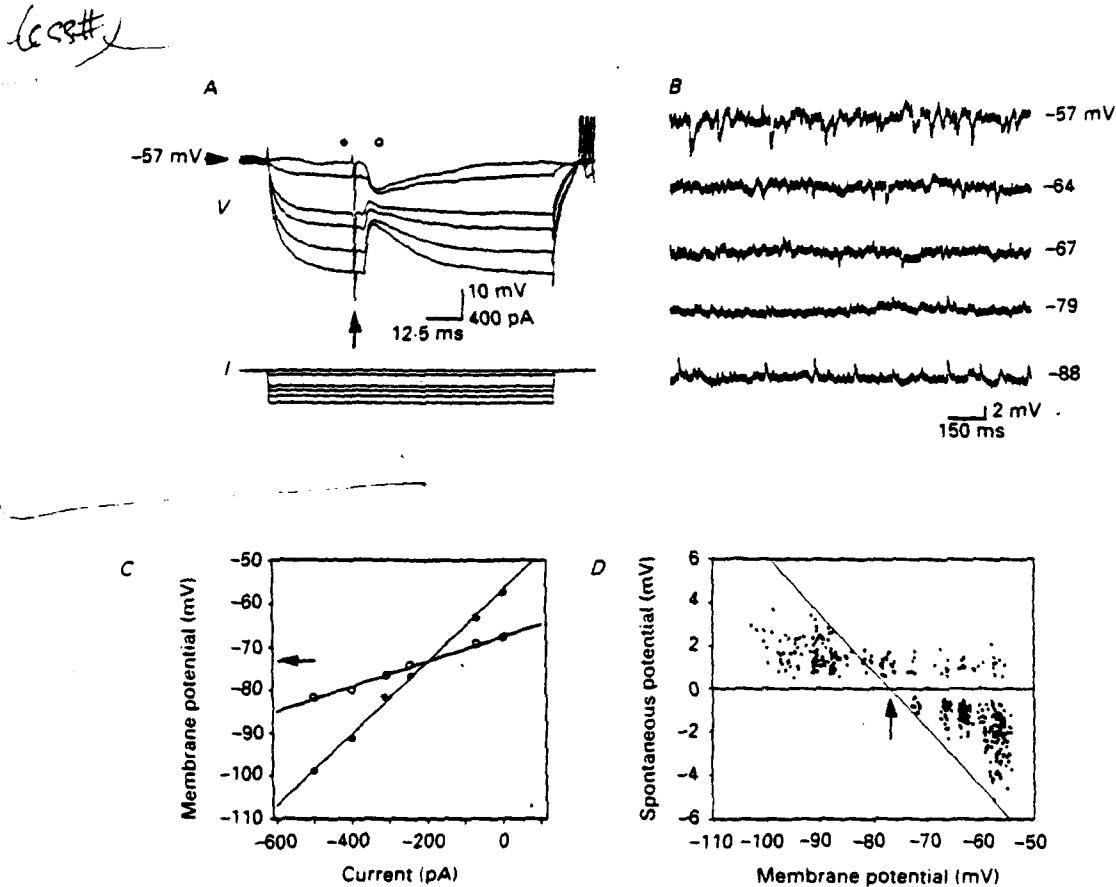 A
B
-57 mV
V
10 mV
400 pA
12·5 ms
I
-57 mV
-64
-67
-79
-88
2 mV
150 ms
C
D
Membrane potential (mV)
-50
-60
-70
-80
-90
-100
-110
-600 -400 -200 0
Current (pA)
Spontaneous potential (mV)
6
4
2
0
-2
-4
-6
-110 -100 -90 -80 -70 -60 -50
Membrane potential (mV)